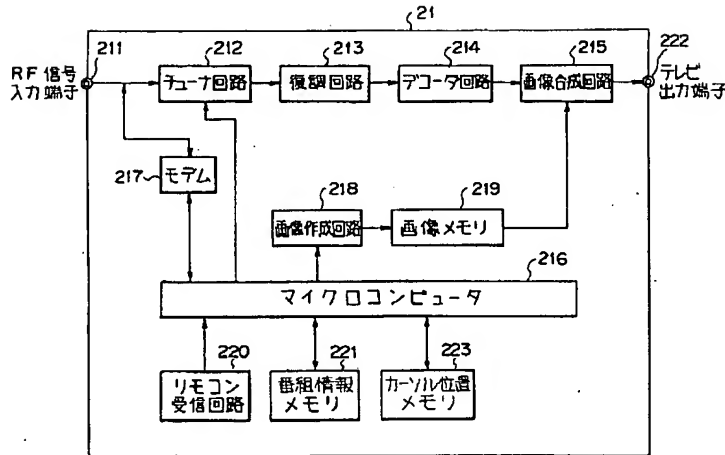 21
211
212
213
214
215
222
RF信号
入力端子
チューナ回路
復調回路
デコータ回路
画像合成回路
テレビ
出力端子
217
モデム
218
219
画像作成回路
画像メモリ
216
マイクロコンピュータ
220
221
223
リモコン
受信回路
番組情報
メモリ
カーソル位置
メモリ